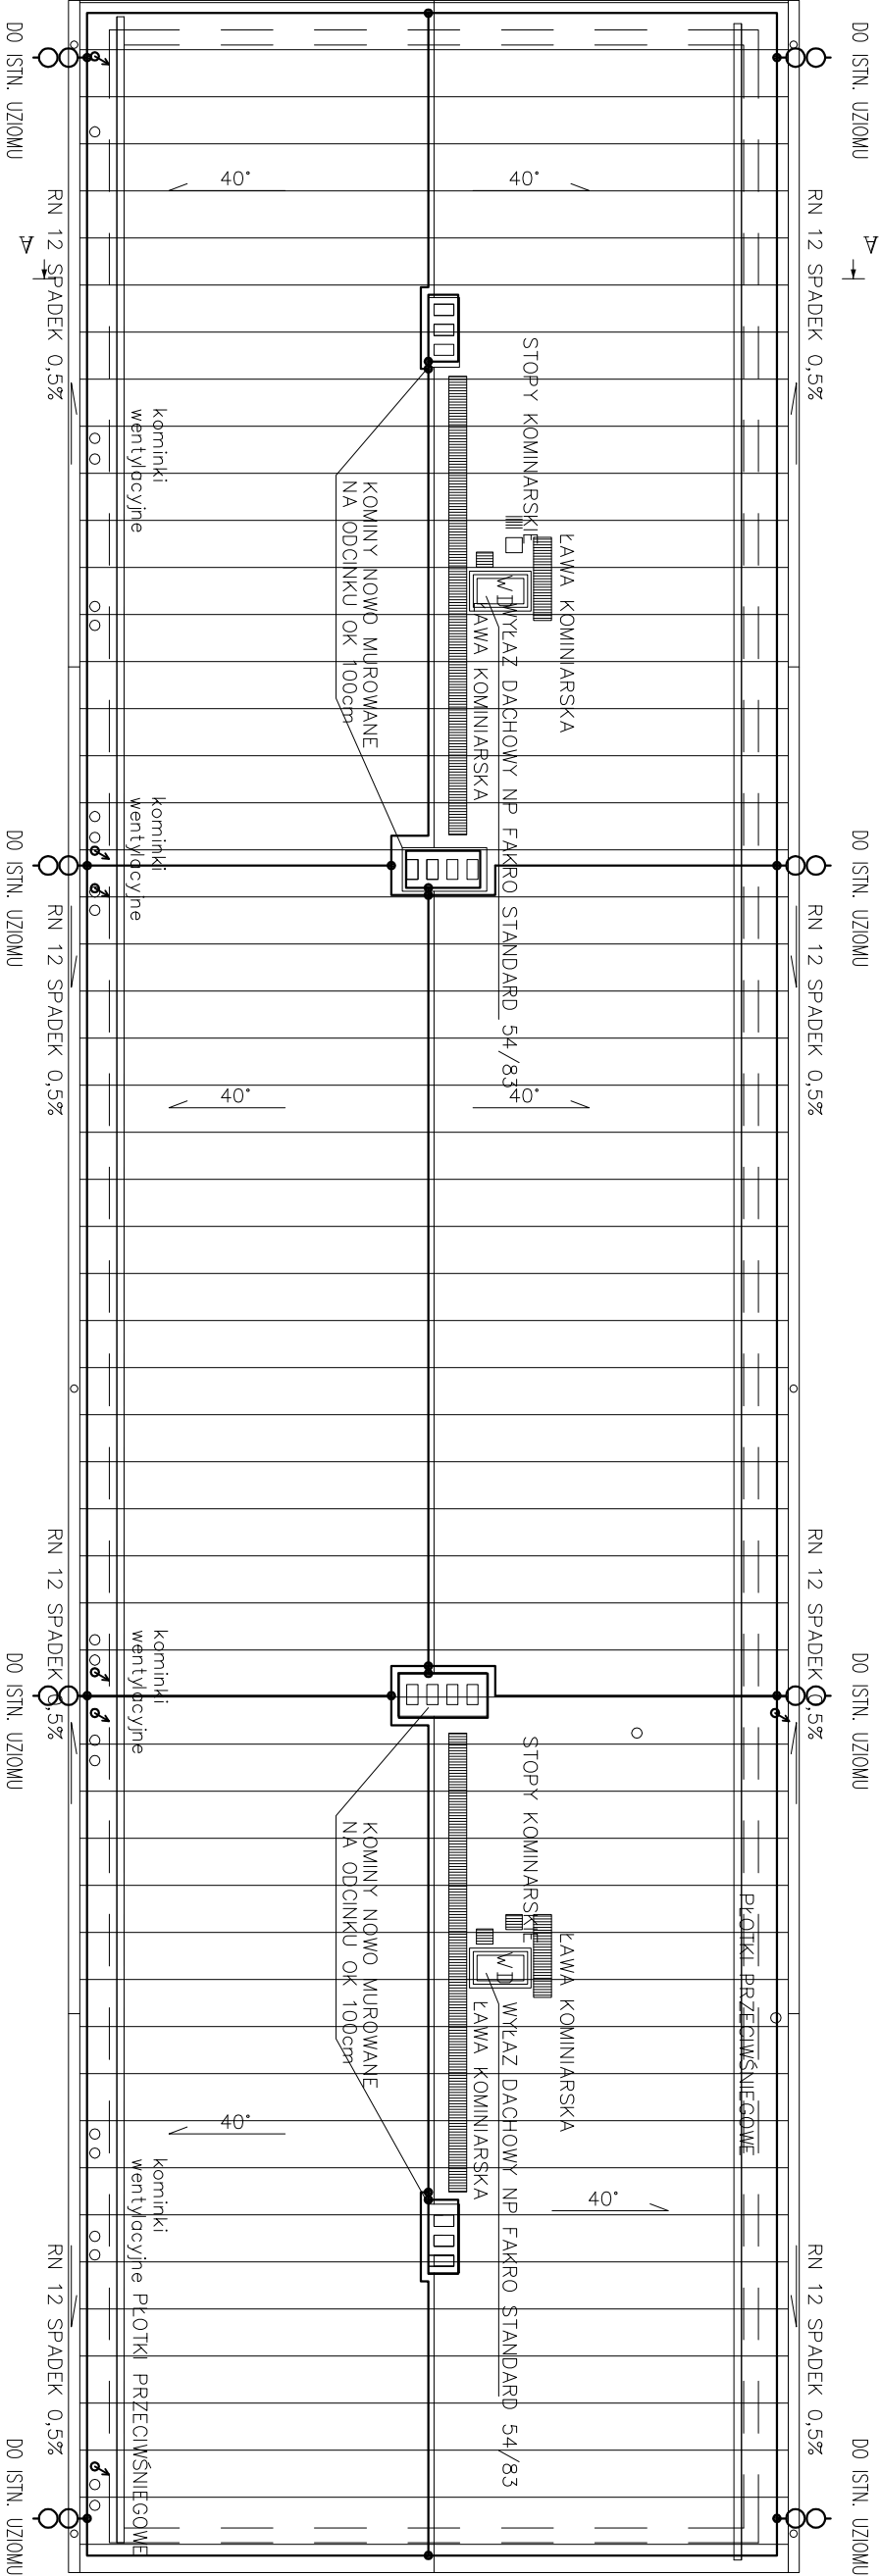 DO ISTN. UZIOMU
A
DO ISTN. UZIOMU
DO ISTN. UZIOMU
DO ISTN. UZIOMU
RN 12 SPADEK 0,5%
RN 12 SPADEK 0,5%
RN 12 SPADEK 0,5%
RN 12 SPADEK 0,5%
PŁOTKI PRZECIWŚNIEGOWE
40°
40°
40°
ŁAWA KOMINIARSKA
ŁAWA KOMINIARSKA
STOPY KOMINARSKIE
STOPY KOMINARSKIE
WD
WYŁAZ DACHOWY NP FAKRO STANDARD 54/83
WD
WYŁAZ DACHOWY NP FAKRO STANDARD 54/83
ŁAWA KOMINIARSKA
ŁAWA KOMINIARSKA
KOMINY NOWO MUROWANE
NA ODCINKU OK 100cm
KOMINY NOWO MUROWANE
NA ODCINKU OK 100cm
40°
40°
40°
kominki
wentylacyjne
kominki
wentylacyjne
kominki
wentylacyjne
kominki
wentylacyjne
PŁOTKI PRZECIWŚNIEGOWE
RN 12 SPADEK 0,5%
RN 12 SPADEK 0,5%
RN 12 SPADEK 0,5%
RN 12 SPADEK 0,5%
DO ISTN. UZIOMU
A
DO ISTN. UZIOMU
DO ISTN. UZIOMU
DO ISTN. UZIOMU